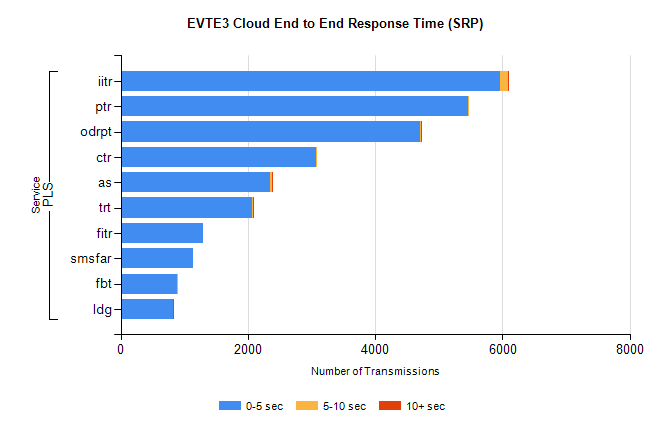 EVTE3 Cloud End to End Response Time (SRP)
Service
PLS
iitr
ptr
odrpt
ctr
as
trt
fitr
smsfar
fbt
ldg
0 2000 4000 6000 8000
Number of Transmissions
0-5 sec 5-10 sec 10+ sec